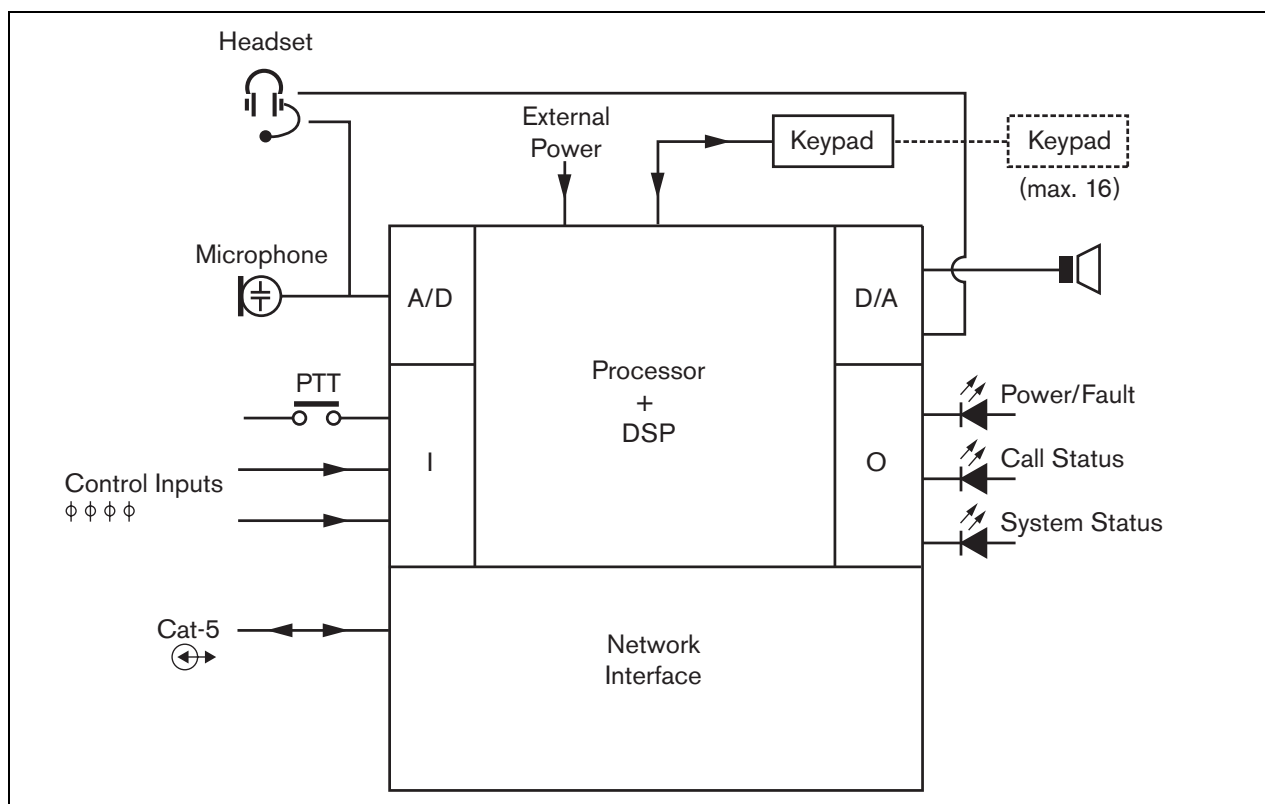 Headset
External
Power
Keypad
Keypad
(max. 16)
Microphone
A/D
D/A
PTT
Processor
+
DSP
Power/Fault
I
O
Call Status
Control Inputs
System Status
Cat-5
Network
Interface